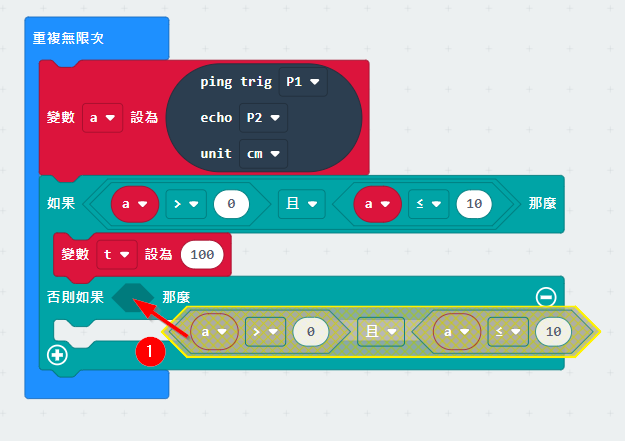 重複無限次
ping trig P1
變數 a 設為 echo P2
unit cm
如果 a > 0 且 a ≤ 10 那麼
變數 t 設為 100
否則如果 那麼
a > 0 且 a ≤ 10
1